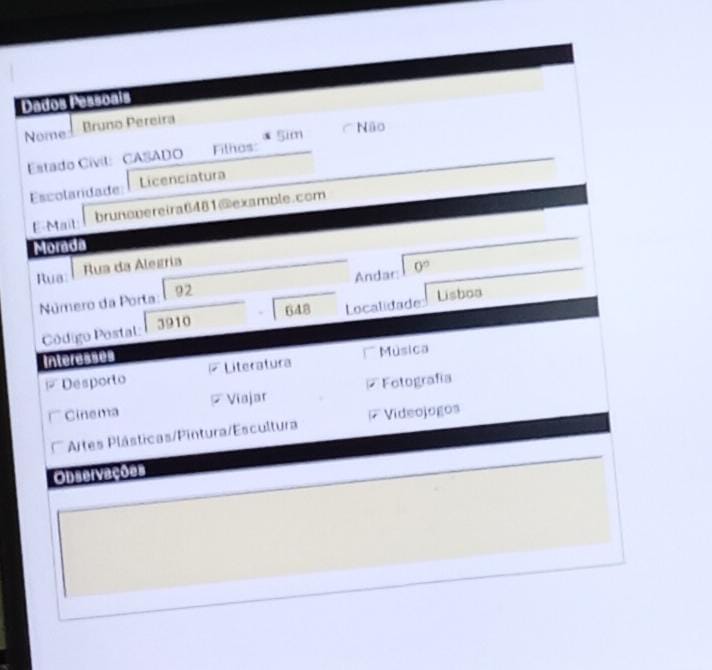 Dados Pessoais
Nome: Bruno Pereira
Estado Civil: CASADO Filhos: Sim Não
Escolaridade: Licenciatura
E-Mail: brunopereira6481@example.com
Morada
Rua: Rua da Alegria
Número da Porta: 92 Andar: 0º
Código Postal: 3910 - 648 Localidade: Lisboa
Interesses
Desporto Literatura Música
Cinema Viajar Fotografia
Artes Plásticas/Pintura/Escultura Videojogos
Observações